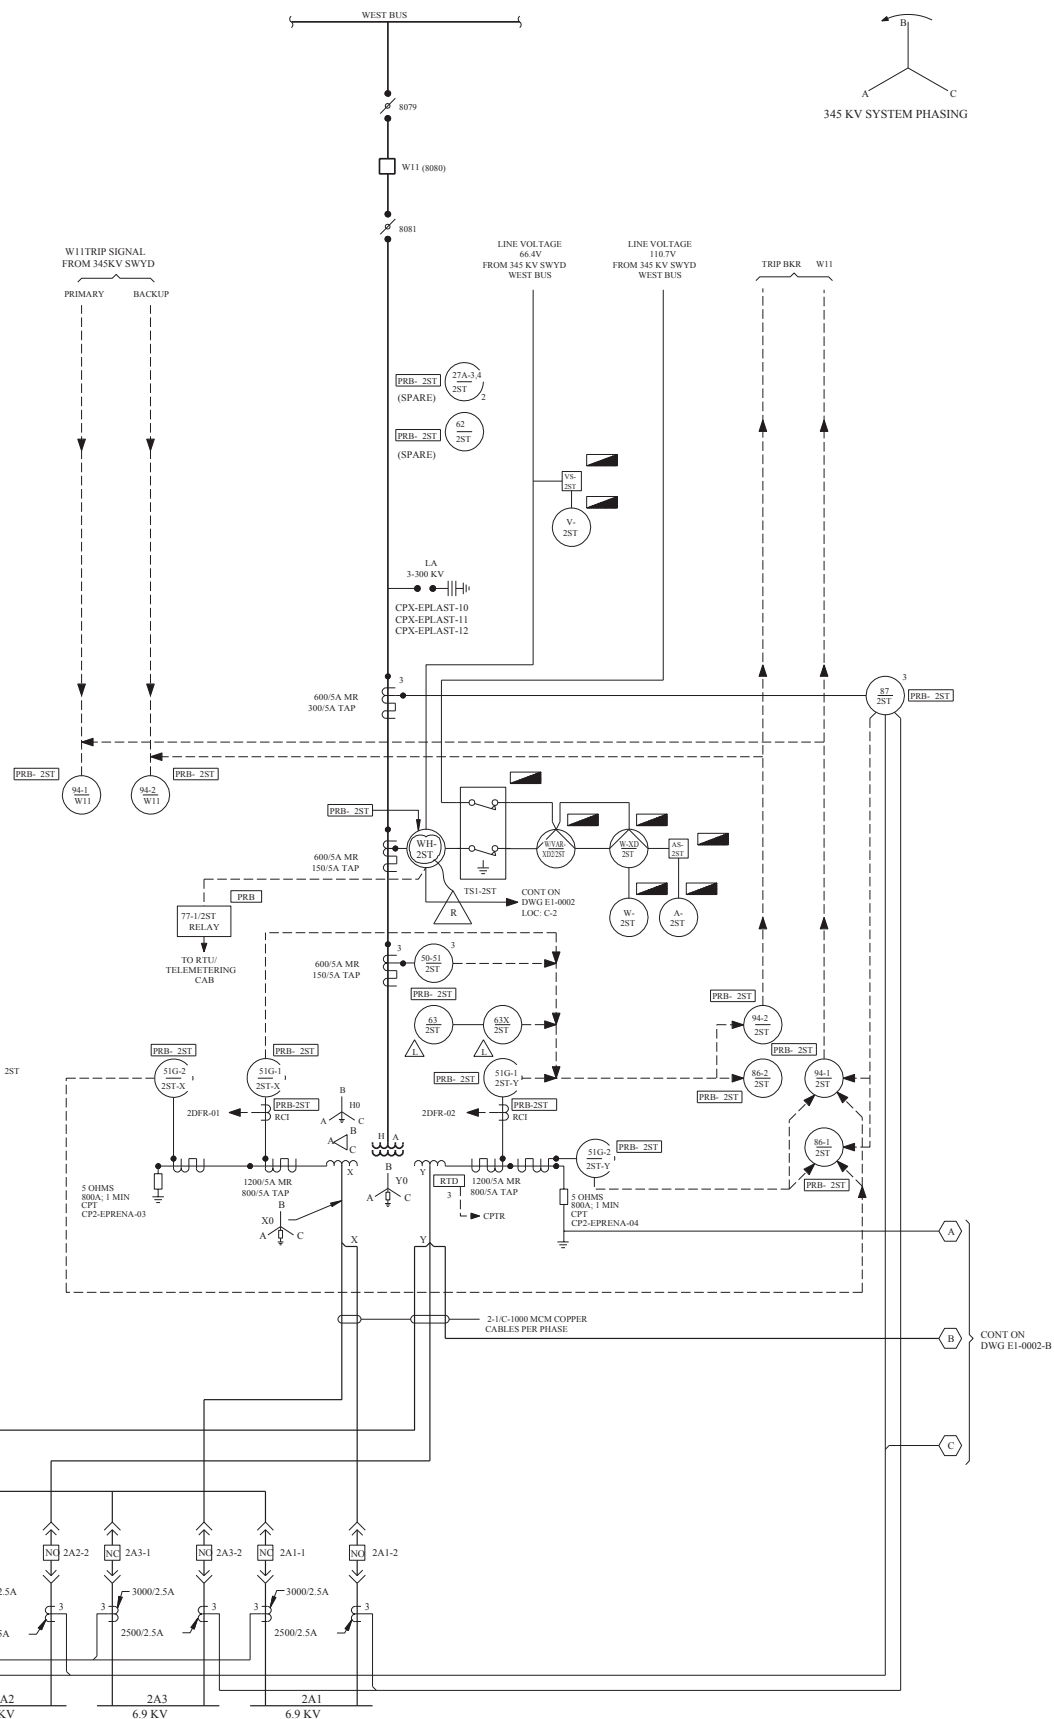 WEST BUS
B
A
C
345 KV SYSTEM PHASING
8079
W11 (8080)
8081
W11TRIP SIGNAL
FROM 345KV SWYD
PRIMARY
BACKUP
LINE VOLTAGE
66.4V
FROM 345 KV SWYD
WEST BUS
LINE VOLTAGE
110.7V
FROM 345 KV SWYD
WEST BUS
TRIP BKR W11
PRB- 2ST
27A-3,4
2ST
2
(SPARE)
PRB- 2ST
62
2ST
(SPARE)
VS-
2ST
V-
2ST
LA
3-300 KV
CPX-EPLAST-10
CPX-EPLAST-11
CPX-EPLAST-12
3
600/5A MR
300/5A TAP
3
87
2ST
PRB- 2ST
PRB- 2ST
94-1
W11
94-2
W11
PRB- 2ST
PRB- 2ST
3
600/5A MR
150/5A TAP
WH-
2ST
W/VAR-
XD2/2ST
W-XD
2ST
AS-
2ST
TS1-2ST
R
CONT ON
DWG E1-0002
LOC: C-2
W-
2ST
A-
2ST
PRB
77-1/2ST
RELAY
TO RTU/
TELEMETERING
CAB
3
600/5A MR
150/5A TAP
50-51
2ST
3
PRB- 2ST
63
2ST
L
63X
2ST
L
PRB- 2ST
94-2
2ST
PRB- 2ST
94-1
2ST
86-2
2ST
PRB- 2ST
2ST
PRB- 2ST
51G-2
2ST-X
PRB- 2ST
51G-1
2ST-X
PRB-2ST
RCI
2DFR-01
B
H0
A
C
B
A
C
H A
PRB- 2ST
51G-1
2ST-Y
PRB-2ST
RCI
2DFR-02
51G-2
2ST-Y
PRB- 2ST
86-1
2ST
PRB- 2ST
X
Y
B
Y0
A
C
1200/5A MR
800/5A TAP
5 OHMS
800A; 1 MIN
CPT
CP2-EPRENA-03
B
X0
A
C
RTD
3
CPTR
1200/5A MR
800/5A TAP
5 OHMS
800A; 1 MIN
CPT
CP2-EPRENA-04
X
Y
A
2-1/C-1000 MCM COPPER
CABLES PER PHASE
B
CONT ON
DWG E1-0002-B
C
NO 2A2-2
NC 2A3-1
NO 2A3-2
NC 2A1-1
NO 2A1-2
2.5A
3000/2.5A
3000/2.5A
3
3
3
3
3
5A
2500/2.5A
2500/2.5A
A2
KV
2A3
6.9 KV
2A1
6.9 KV